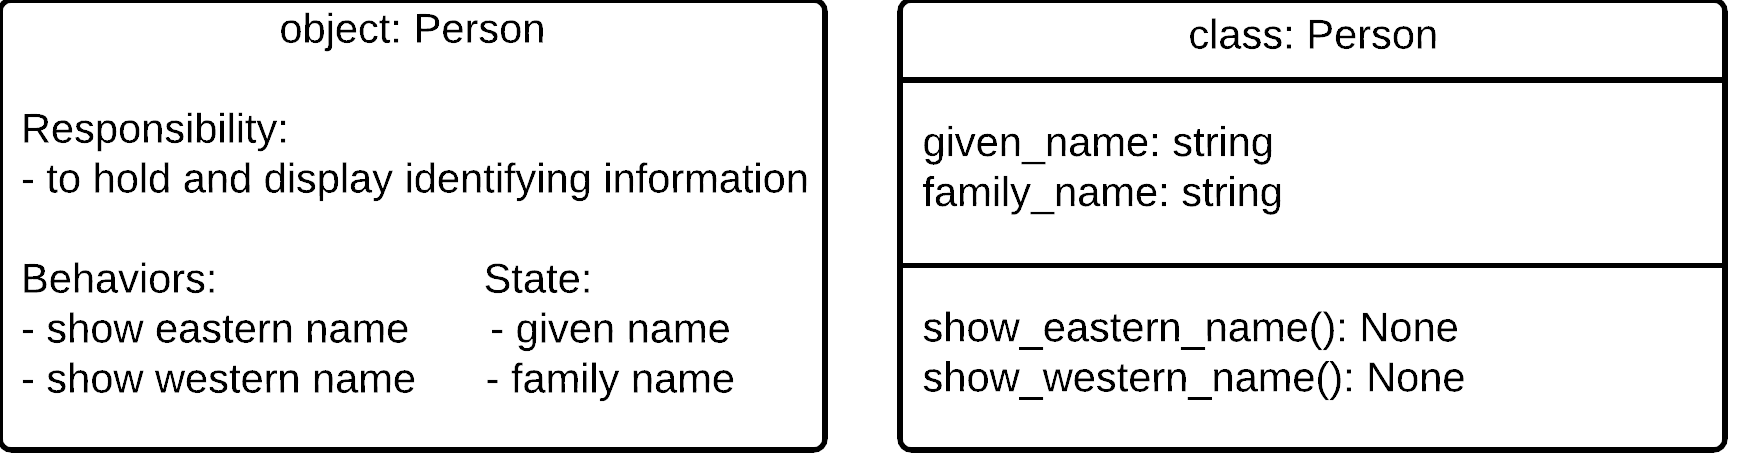 object: Person
Responsibility:
- to hold and display identifying information
Behaviors:
- show eastern name
- show western name
State:
- given name
- family name
class: Person
given_name: string
family_name: string
show_eastern_name(): None
show_western_name(): None